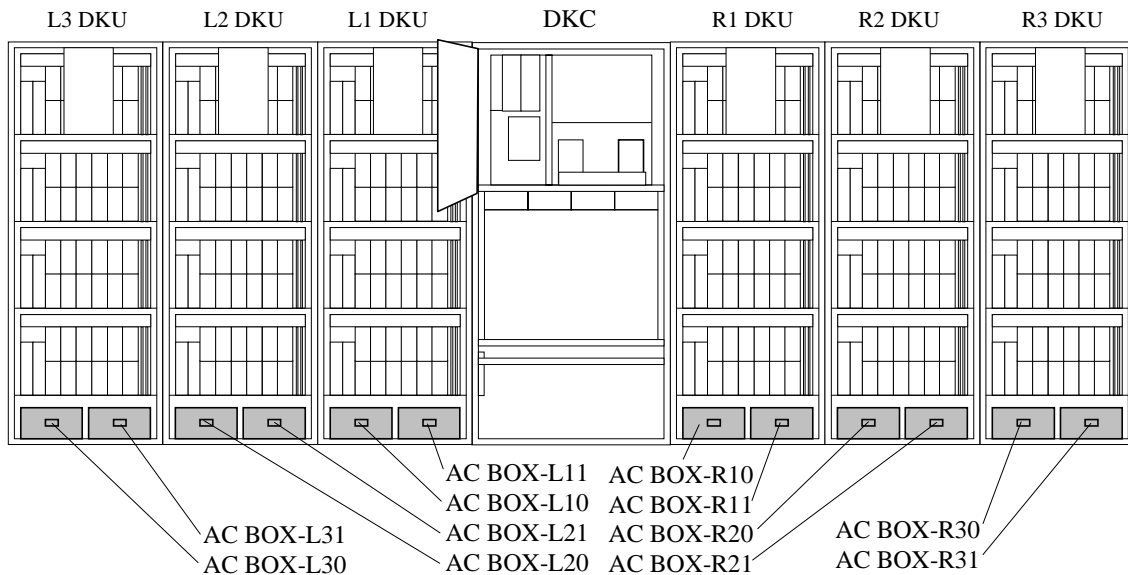 L3 DKU L2 DKU L1 DKU DKC R1 DKU R2 DKU R3 DKU
AC BOX-L11 AC BOX-R10
AC BOX-L10 AC BOX-R11
AC BOX-L31 AC BOX-L21 AC BOX-R20 AC BOX-R30
AC BOX-L30 AC BOX-L20 AC BOX-R21 AC BOX-R31